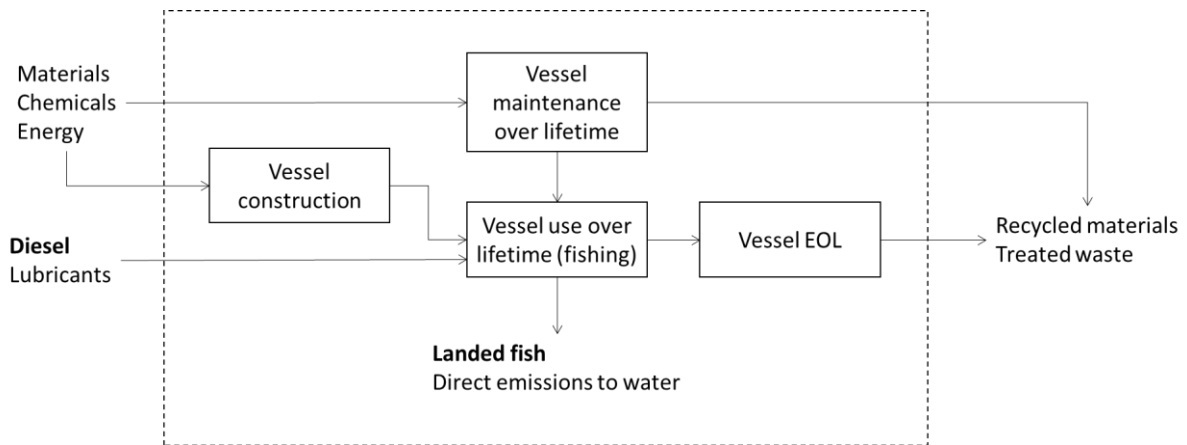 Materials
Chemicals
Energy
Vessel
maintenance
over lifetime
Vessel
construction
Diesel
Lubricants
Vessel use over
lifetime (fishing)
Vessel EOL
Recycled materials
Treated waste
Landed fish
Direct emissions to water